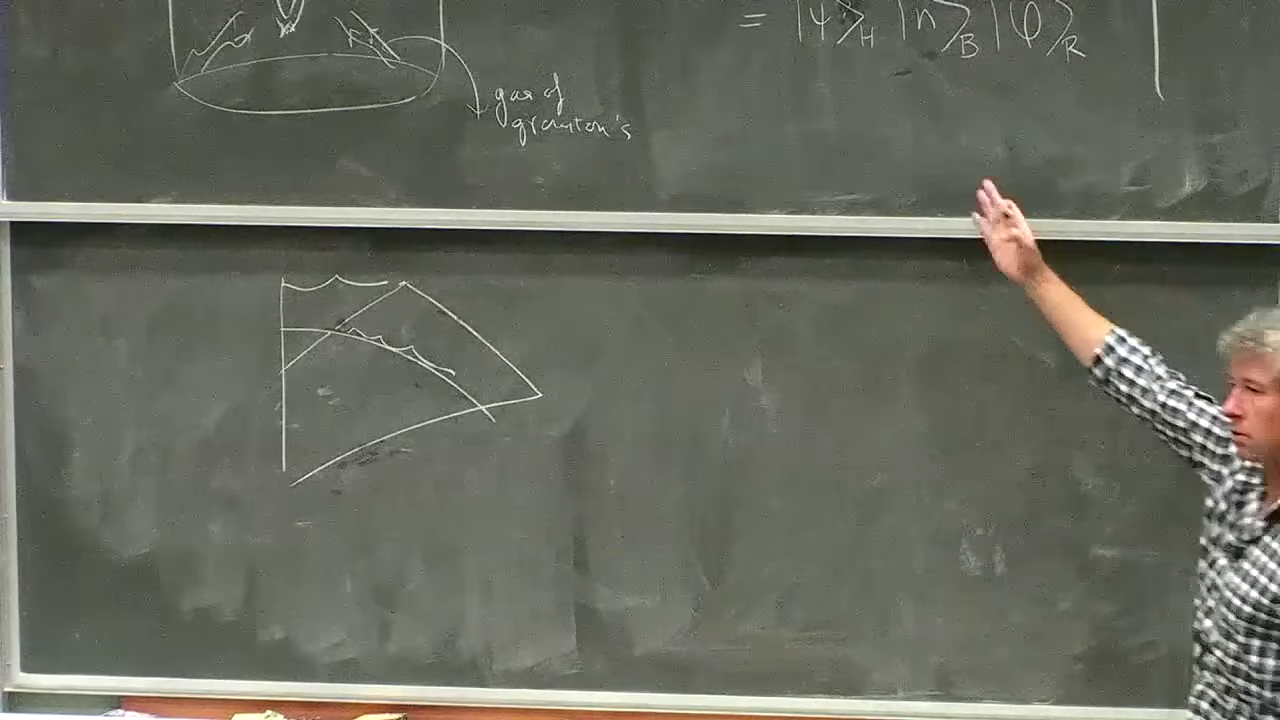 = |ψ⟩_H |n⟩_B |φ⟩_R
gas of
graviton's